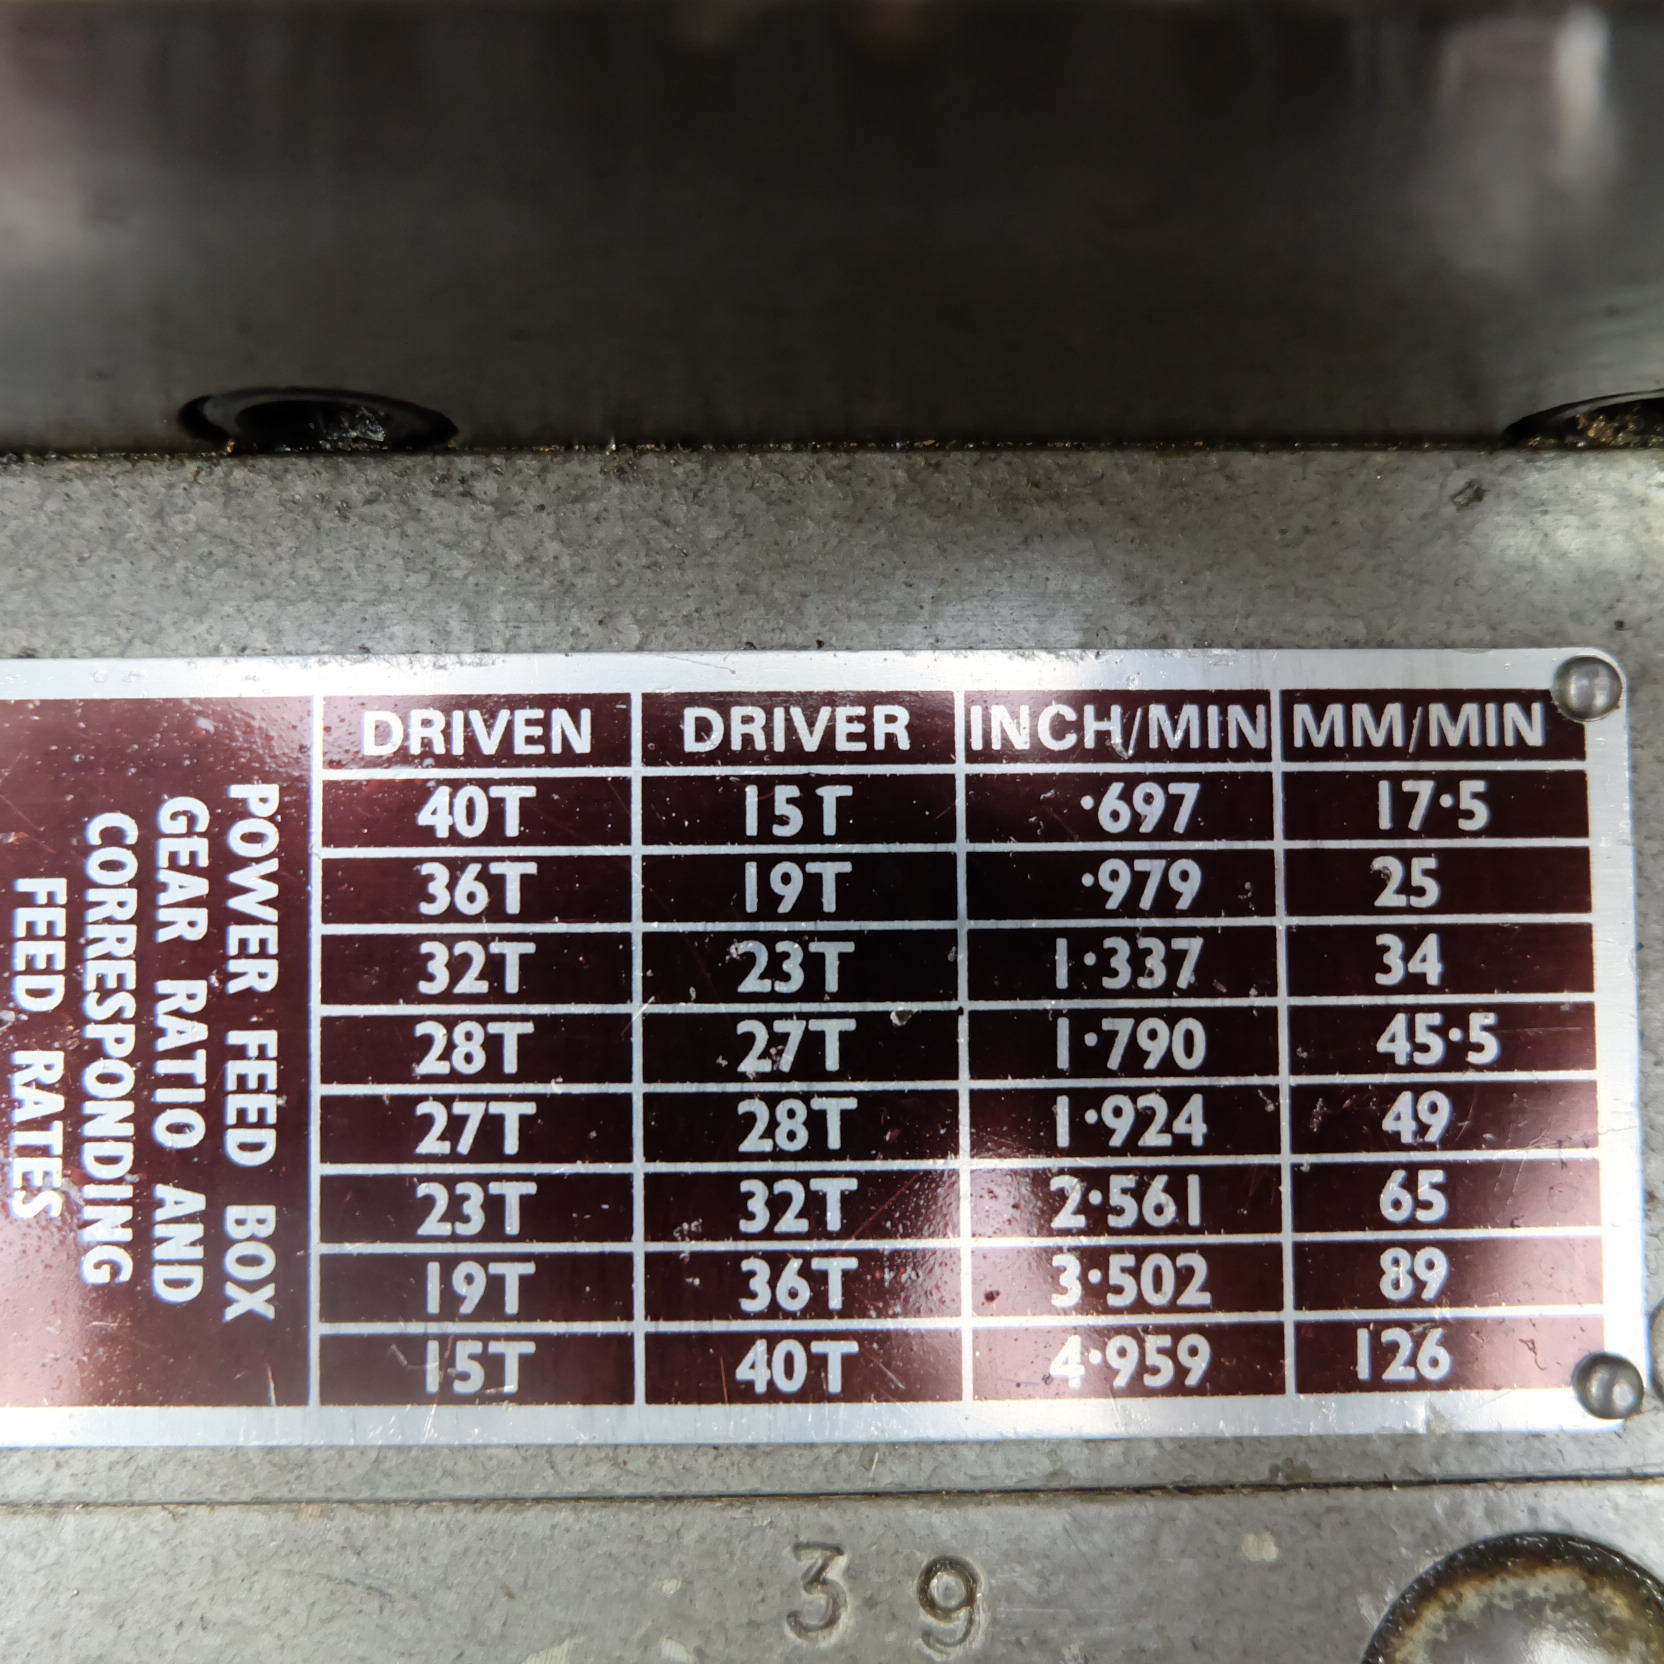 POWER FEED BOX
GEAR RATIO AND
CORRESPONDING
FEED RATES
DRIVEN DRIVER INCH/MIN MM/MIN
40T 15T ·697 17·5
36T 19T ·979 25
32T 23T 1·337 34
28T 27T 1·790 45·5
27T 28T 1·924 49
23T 32T 2·561 65
19T 36T 3·502 89
15T 40T 4·959 126
39